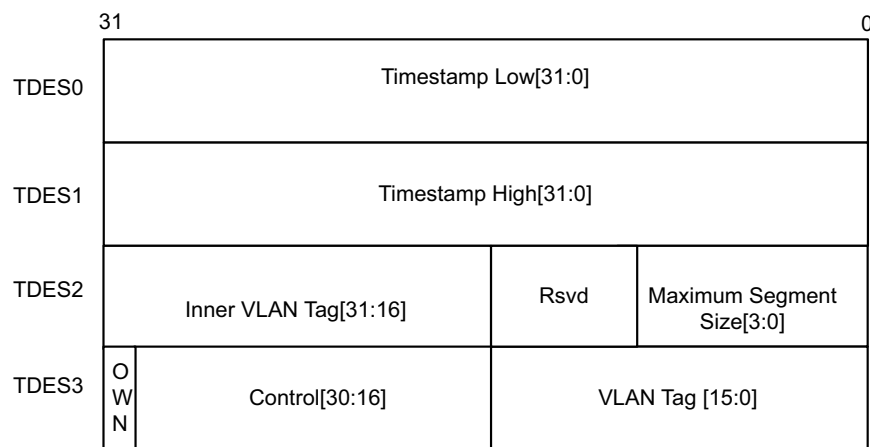 31 0
TDES0 Timestamp Low[31:0]
TDES1 Timestamp High[31:0]
TDES2 Inner VLAN Tag[31:16] Rsvd Maximum Segment
Size[3:0]
TDES3 O
W
N Control[30:16] VLAN Tag [15:0]